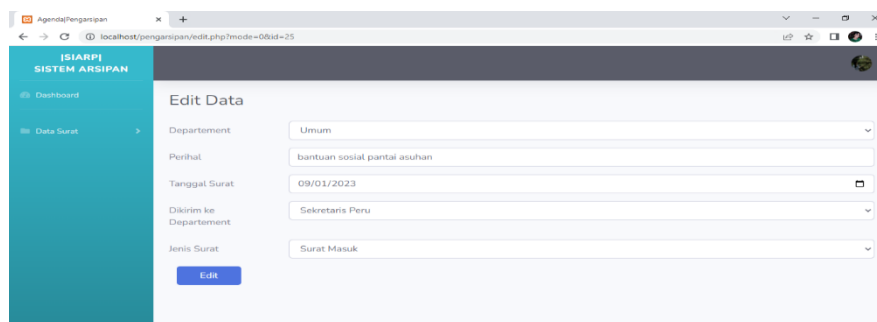 Agenda|Pengarsipan
localhost/pengarsipan/edit.php?mode=0&id=25
|SIARP|
SISTEM ARSIPAN
Dashboard
Data Surat
Edit Data
Departement
Umum
Perihal
bantuan sosial pantai asuhan
Tanggal Surat
09/01/2023
Dikirim ke
Departement
Sekretaris Peru
Jenis Surat
Surat Masuk
Edit